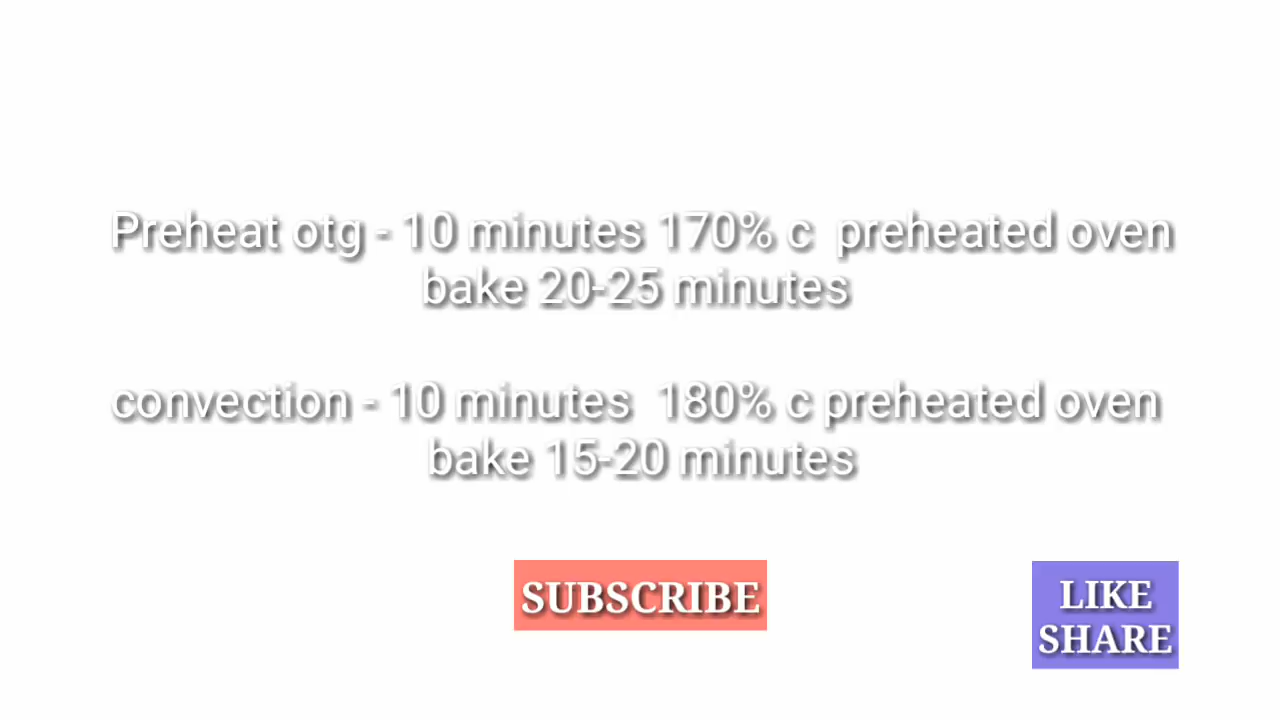 Preheat otg - 10 minutes 170% c preheated oven
bake 20-25 minutes
convection - 10 minutes 180% c preheated oven
bake 15-20 minutes
SUBSCRIBE
LIKE
SHARE